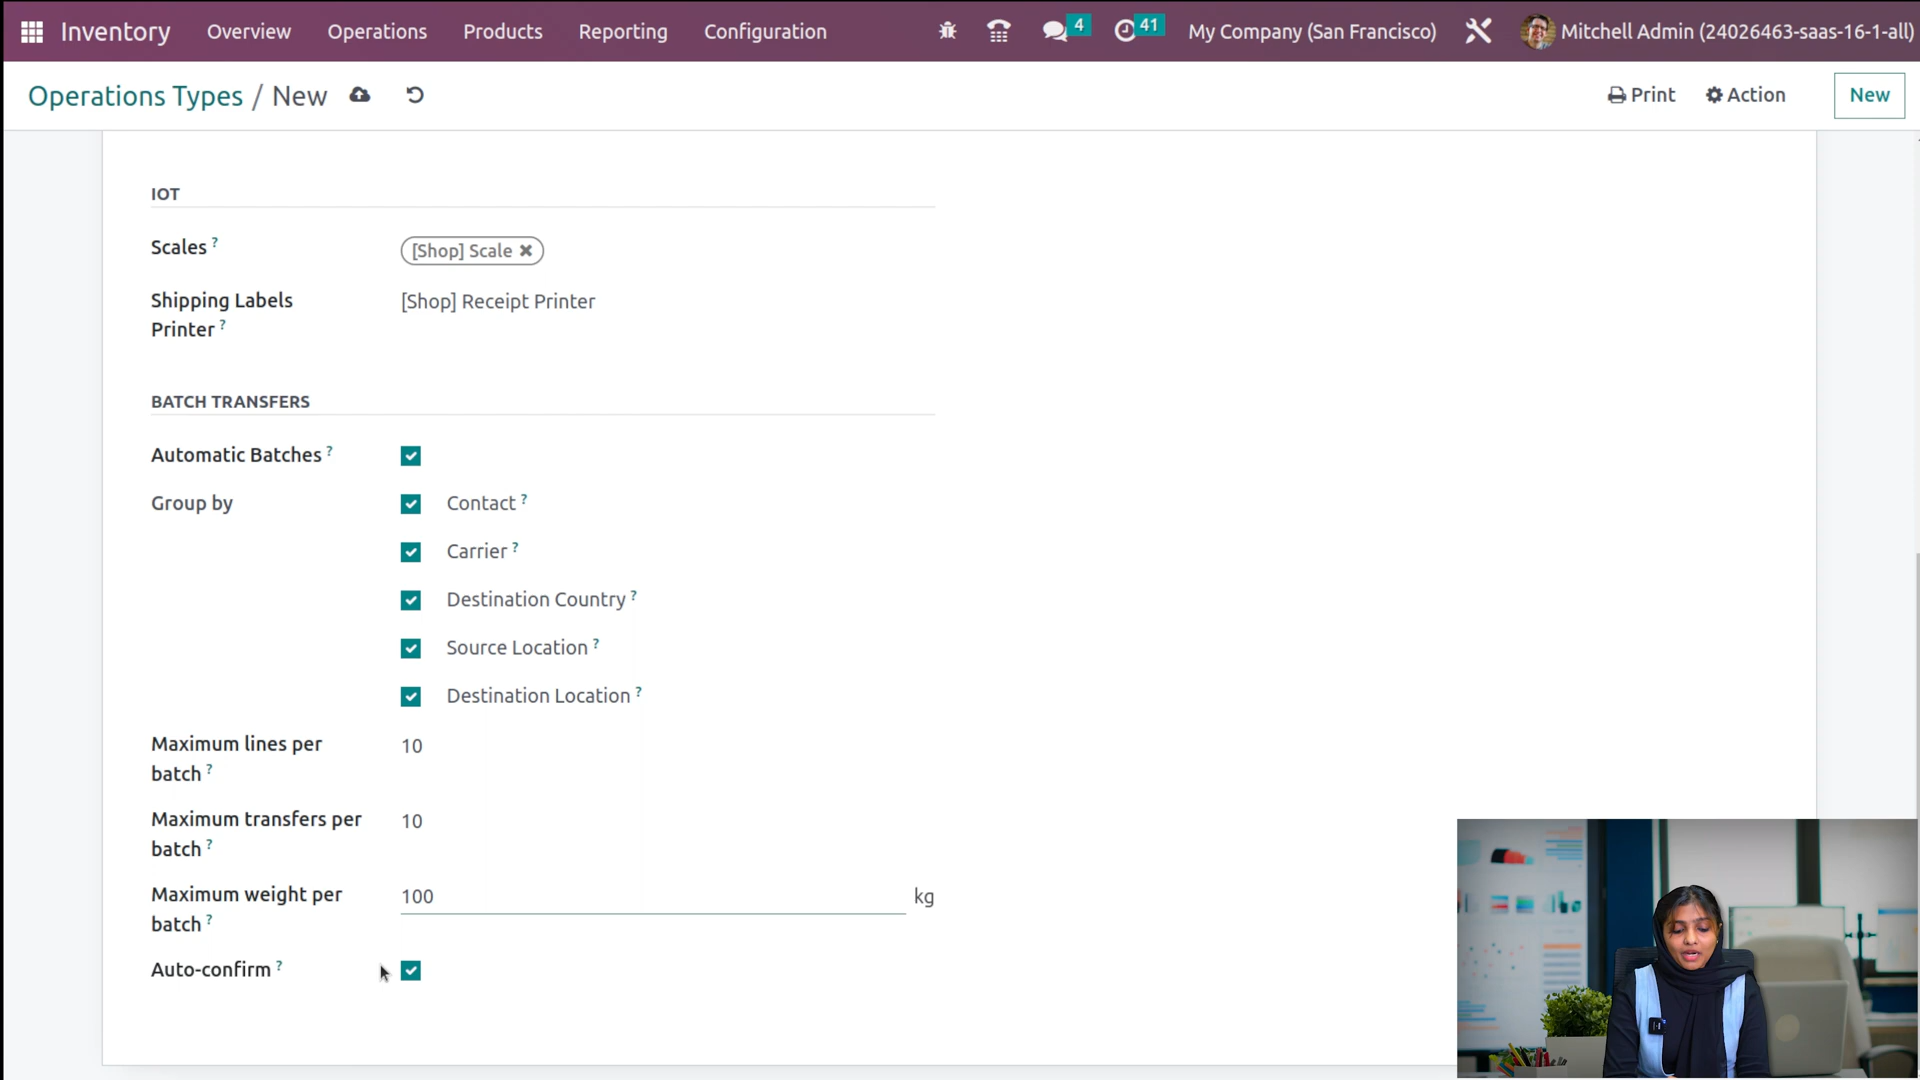 Inventory Overview Operations Products Reporting Configuration 4 41 My Company (San Francisco) Mitchell Admin (24026463-saas-16-1-all)
Operations Types / New Print Action New
IOT
Scales ? [Shop] Scale ✖
Shipping Labels
Printer ? [Shop] Receipt Printer
BATCH TRANSFERS
Automatic Batches ?
Group by Contact ?
Carrier ?
Destination Country ?
Source Location ?
Destination Location ?
Maximum lines per
batch ? 10
Maximum transfers per
batch ? 10
Maximum weight per
batch ? 100 kg
Auto-confirm ?